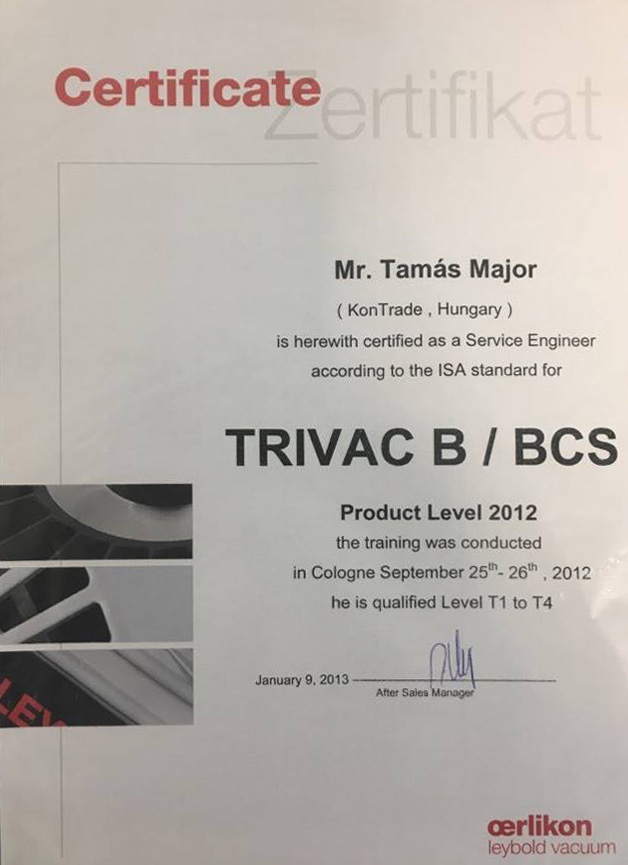 Certificate
Zertifikat
Mr. Tamás Major
( KonTrade , Hungary )
is herewith certified as a Service Engineer
according to the ISA standard for
TRIVAC B / BCS
Product Level 2012
the training was conducted
in Cologne September 25th- 26th , 2012
he is qualified Level T1 to T4
January 9, 2013
After Sales Manager
LEY
œrlikon
leybold vacuum